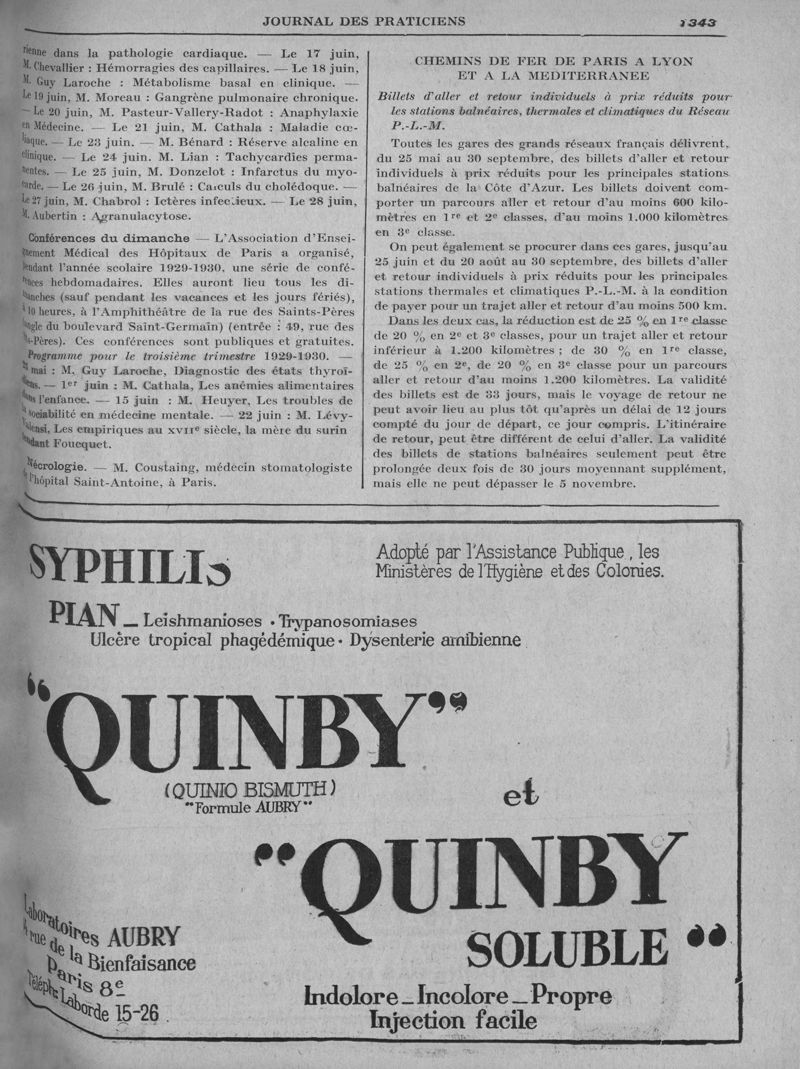 JOURNAL DES PRATICIENS
1343
rienne dans la pathologie cardiaque. — Le 17 juin,
M. Chevallier : Hémorragies des capillaires. — Le 18 juin,
M. Guy Laroche : Métabolisme basal en clinique. —
Le 19 juin, M. Moreau : Gangrène pulmonaire chronique.
— Le 20 juin, M. Pasteur-Vallery-Radot : Anaphylaxie
en Médecine. — Le 21 juin, M. Cathala : Maladie cœ-
liaque. — Le 23 juin. — M. Bénard : Réserve alcaline en
clinique. — Le 24 juin. M. Lian : Tachycardies perma-
nentes. — Le 25 juin, M. Donzelot : Infarctus du myo-
carde. — Le 26 juin, M. Brulé : Calculs du cholédoque. —
Le 27 juin, M. Chabrol : Ictères infectieux. — Le 28 juin,
M. Aubertin : Agranulacytose.
Conférences du dimanche — L'Association d'Ensei-
gnement Médical des Hôpitaux de Paris a organisé,
pendant l'année scolaire 1929-1930, une série de confé-
rences hebdomadaires. Elles auront lieu tous les di-
manches (sauf pendant les vacances et les jours fériés),
à 10 heures, à l'Amphithéâtre de la rue des Saints-Pères
(angle du boulevard Saint-Germain) (entrée : 49, rue des
Sts-Pères). Ces conférences sont publiques et gratuites.
Programme pour le troisième trimestre 1929-1930. —
mai : M. Guy Laroche, Diagnostic des états thyroï-
diens. — 1er juin : M. Cathala, Les anémies alimentaires
dans l'enfance. — 15 juin : M. Heuyer, Les troubles de
la sociabilité en médecine mentale. — 22 juin : M. Lévy-
Valensi, Les empiriques au XVIIe siècle, la mère du surin
tendant Foucquet.
Nécrologie. — M. Coustaing, médecin stomatologiste
à l'hôpital Saint-Antoine, à Paris.
CHEMINS DE FER DE PARIS A LYON
ET A LA MEDITERRANEE
Billets d'aller et retour individuels à prix réduits pour
les stations balnéaires, thermales et climatiques du Réseau
P.-L.-M.
Toutes les gares des grands réseaux français délivrent,
du 25 mai au 30 septembre, des billets d'aller et retour
individuels à prix réduits pour les principales stations
balnéaires de la Côte d'Azur. Les billets doivent com-
porter un parcours aller et retour d'au moins 600 kilo-
mètres en 1re et 2e classes, d'au moins 1.000 kilomètres
en 3e classe.
On peut également se procurer dans ces gares, jusqu'au
25 juin et du 20 août au 30 septembre, des billets d'aller
et retour individuels à prix réduits pour les principales
stations thermales et climatiques P.-L.-M. à la condition
de payer pour un trajet aller et retour d'au moins 500 km.
Dans les deux cas, la réduction est de 25 % en 1re classe
de 20 % en 2e et 3e classes, pour un trajet aller et retour
inférieur à 1.200 kilomètres ; de 30 % en 1re classe,
de 25 % en 2e, de 20 % en 3e classe pour un parcours
aller et retour d'au moins 1.200 kilomètres. La validité
des billets est de 33 jours, mais le voyage de retour ne
peut avoir lieu au plus tôt qu'après un délai de 12 jours
compté du jour de départ, ce jour compris. L'itinéraire
de retour, peut être différent de celui d'aller. La validité
des billets de stations balnéaires seulement peut être
prolongée deux fois de 30 jours moyennant supplément,
mais elle ne peut dépasser le 5 novembre.
SYPHILIS
Adopté par l'Assistance Publique, les
Ministères de l'Hygiène et des Colonies.
PIAN _ Leishmanioses • Trypanosomiases
Ulcère tropical phagédémique • Dysenterie amibienne
"QUINBY"
(QUINIO BISMUTH)
"Formule AUBRY"
et
"QUINBY
SOLUBLE"
Laboratoires AUBRY
rue de la Bienfaisance
Paris 8e
Téléph: Laborde 15-26
Indolore _ Incolore _ Propre
Injection facile